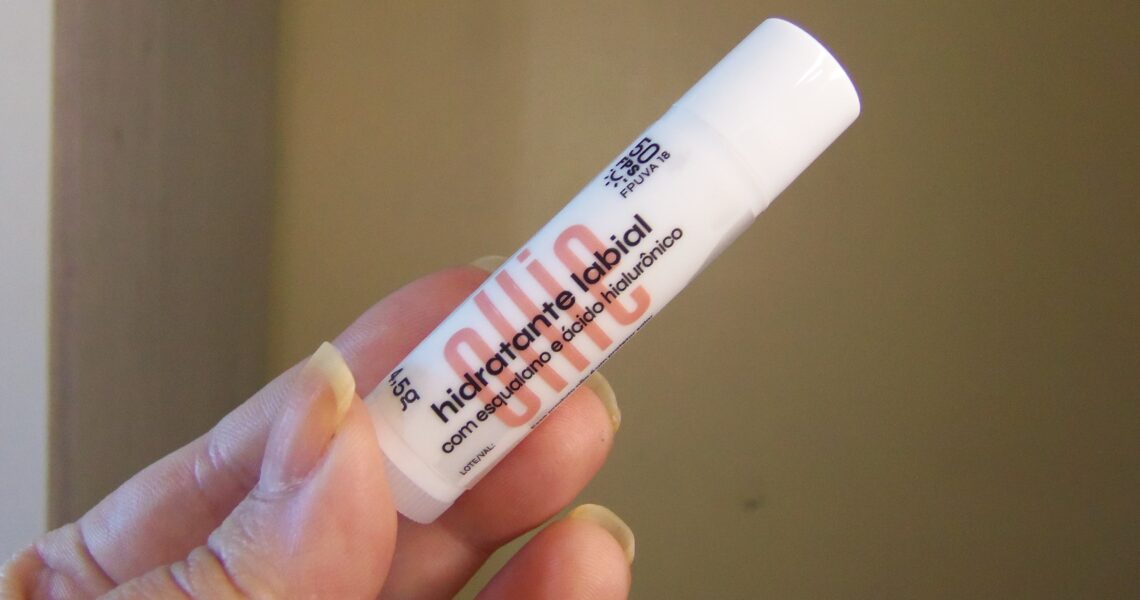 50
FPS
FPUVA 18
ollie
hidratante labial
com esqualano e ácido hialurônico
4,5g
LOTE/VAL: